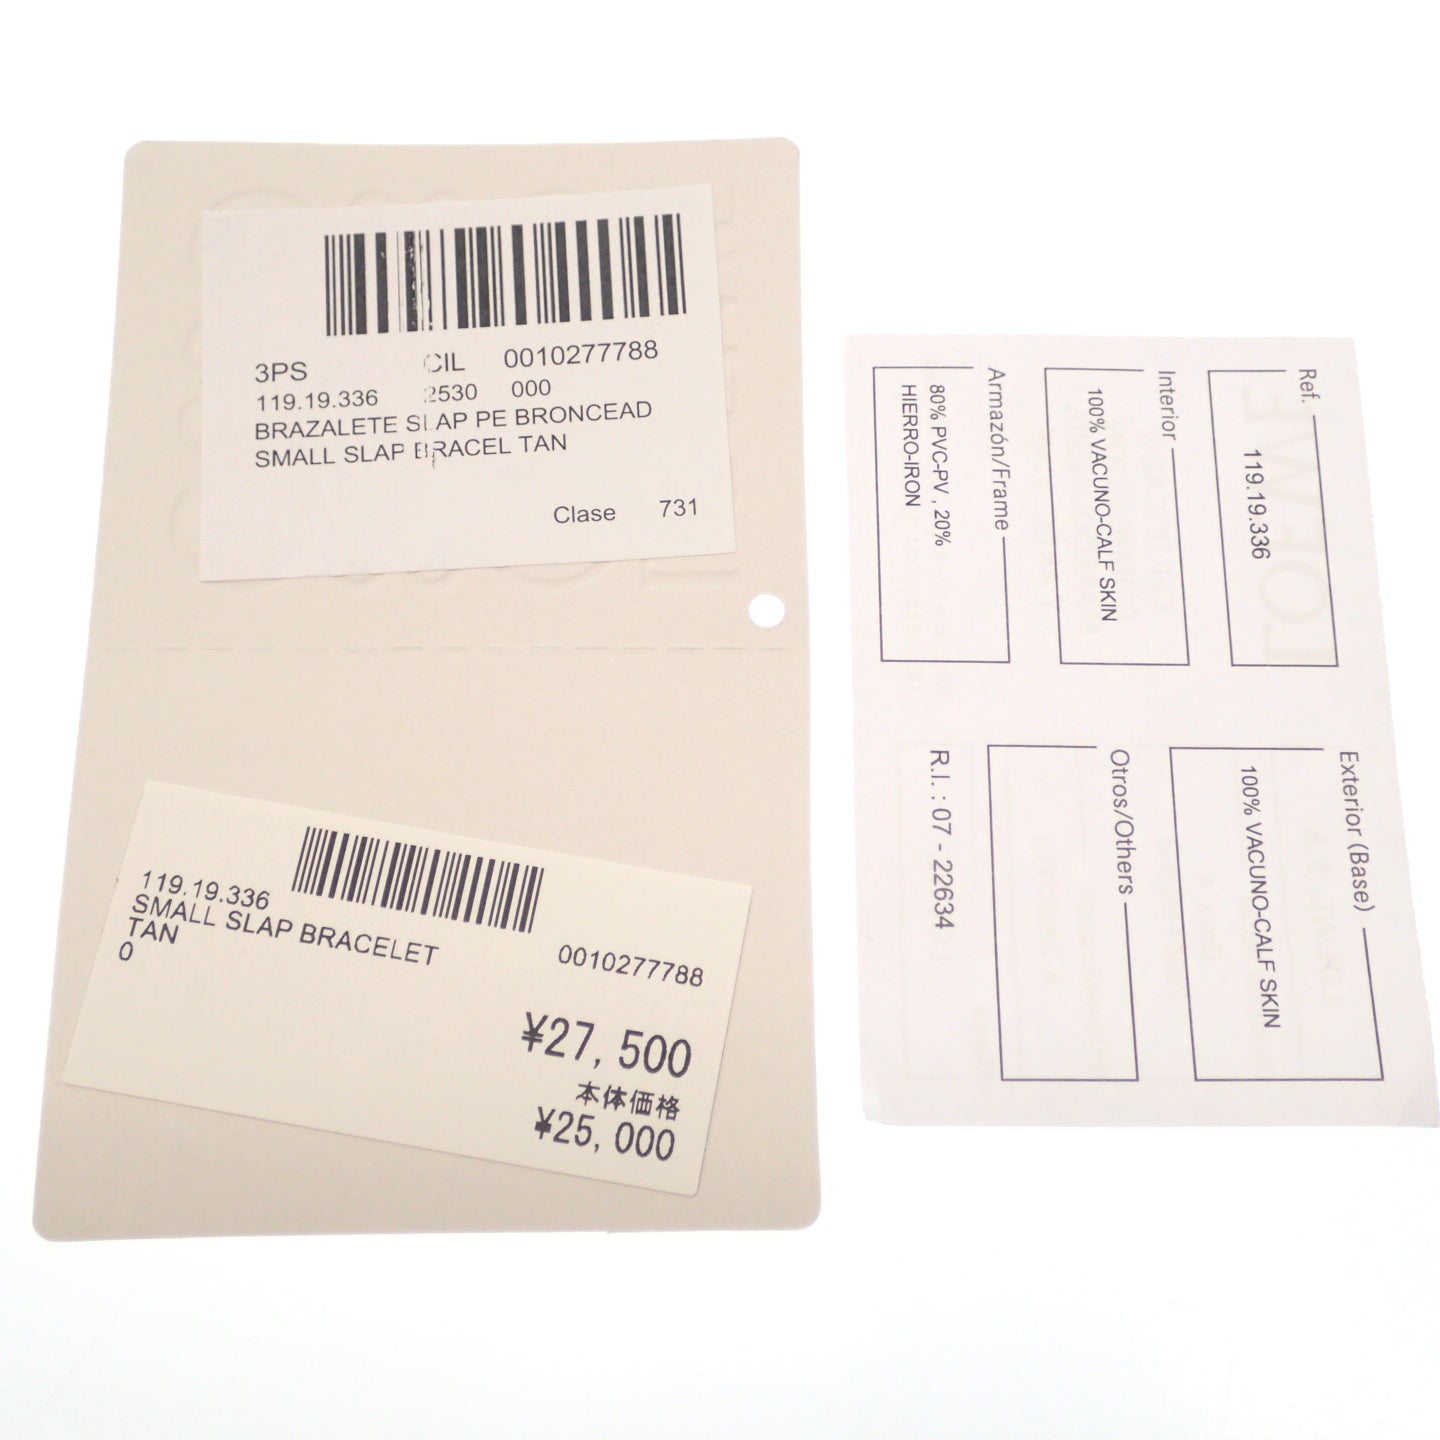 3PS CIL 0010277788
119.19.336 2530 000
BRAZALETE SLAP PE BRONCEAD
SMALL SLAP BRACEL TAN
Clase 731
119.19.336
SMALL SLAP BRACELET
TAN
0
0010277788
¥27,500
本体価格
¥25,000
Ref.
119.19.336
Interior
100% VACUNO-CALF SKIN
Armazón/Frame
80% PVC-PV , 20%
HIERRO-IRON
Exterior (Base)
100% VACUNO-CALF SKIN
Otros/Others
R.I. : 07 - 22634